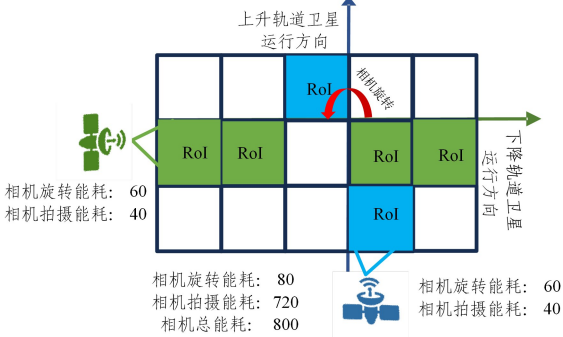 上升轨道卫星
运行方向
RoI
相机旋转
RoI RoI RoI RoI
下降轨道卫星
运行方向
相机旋转能耗： 60
相机拍摄能耗： 40
RoI
相机旋转能耗： 80
相机拍摄能耗： 720
相机总能耗： 800
1
相机旋转能耗： 60
相机拍摄能耗： 40